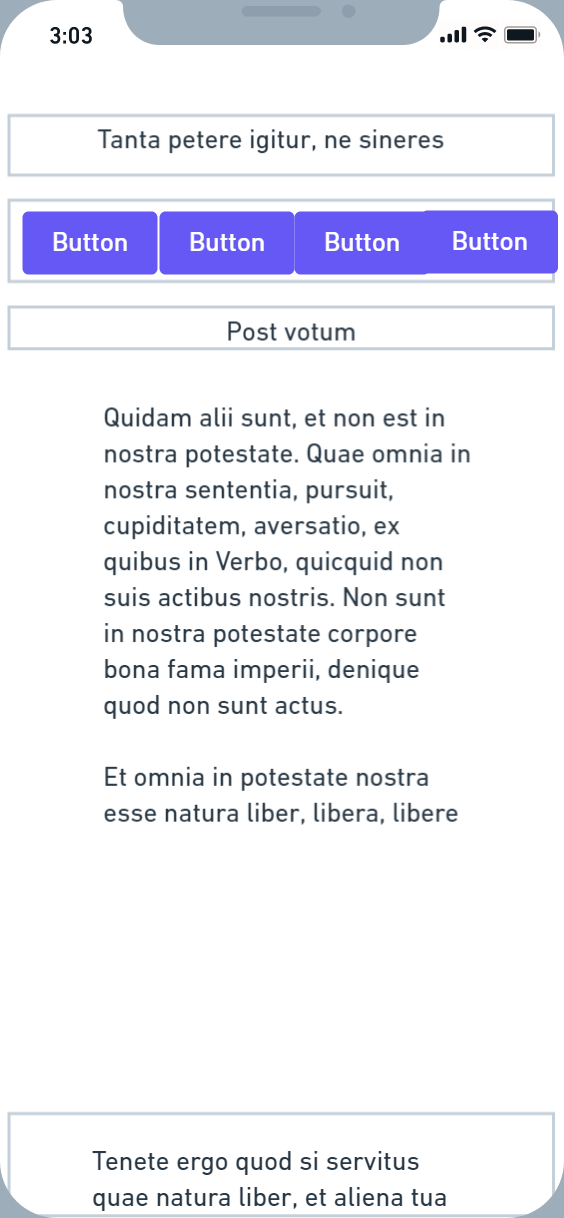 3:03
Tanta petere igitur, ne sineres
Button Button Button Button
Post votum
Quidam alii sunt, et non est in
nostra potestate. Quae omnia in
nostra sententia, pursuit,
cupiditatem, aversatio, ex
quibus in Verbo, quicquid non
suis actibus nostris. Non sunt
in nostra potestate corpore
bona fama imperii, denique
quod non sunt actus.

Et omnia in potestate nostra
esse natura liber, libera, libere
Tenete ergo quod si servitus
quae natura liber, et aliena tua